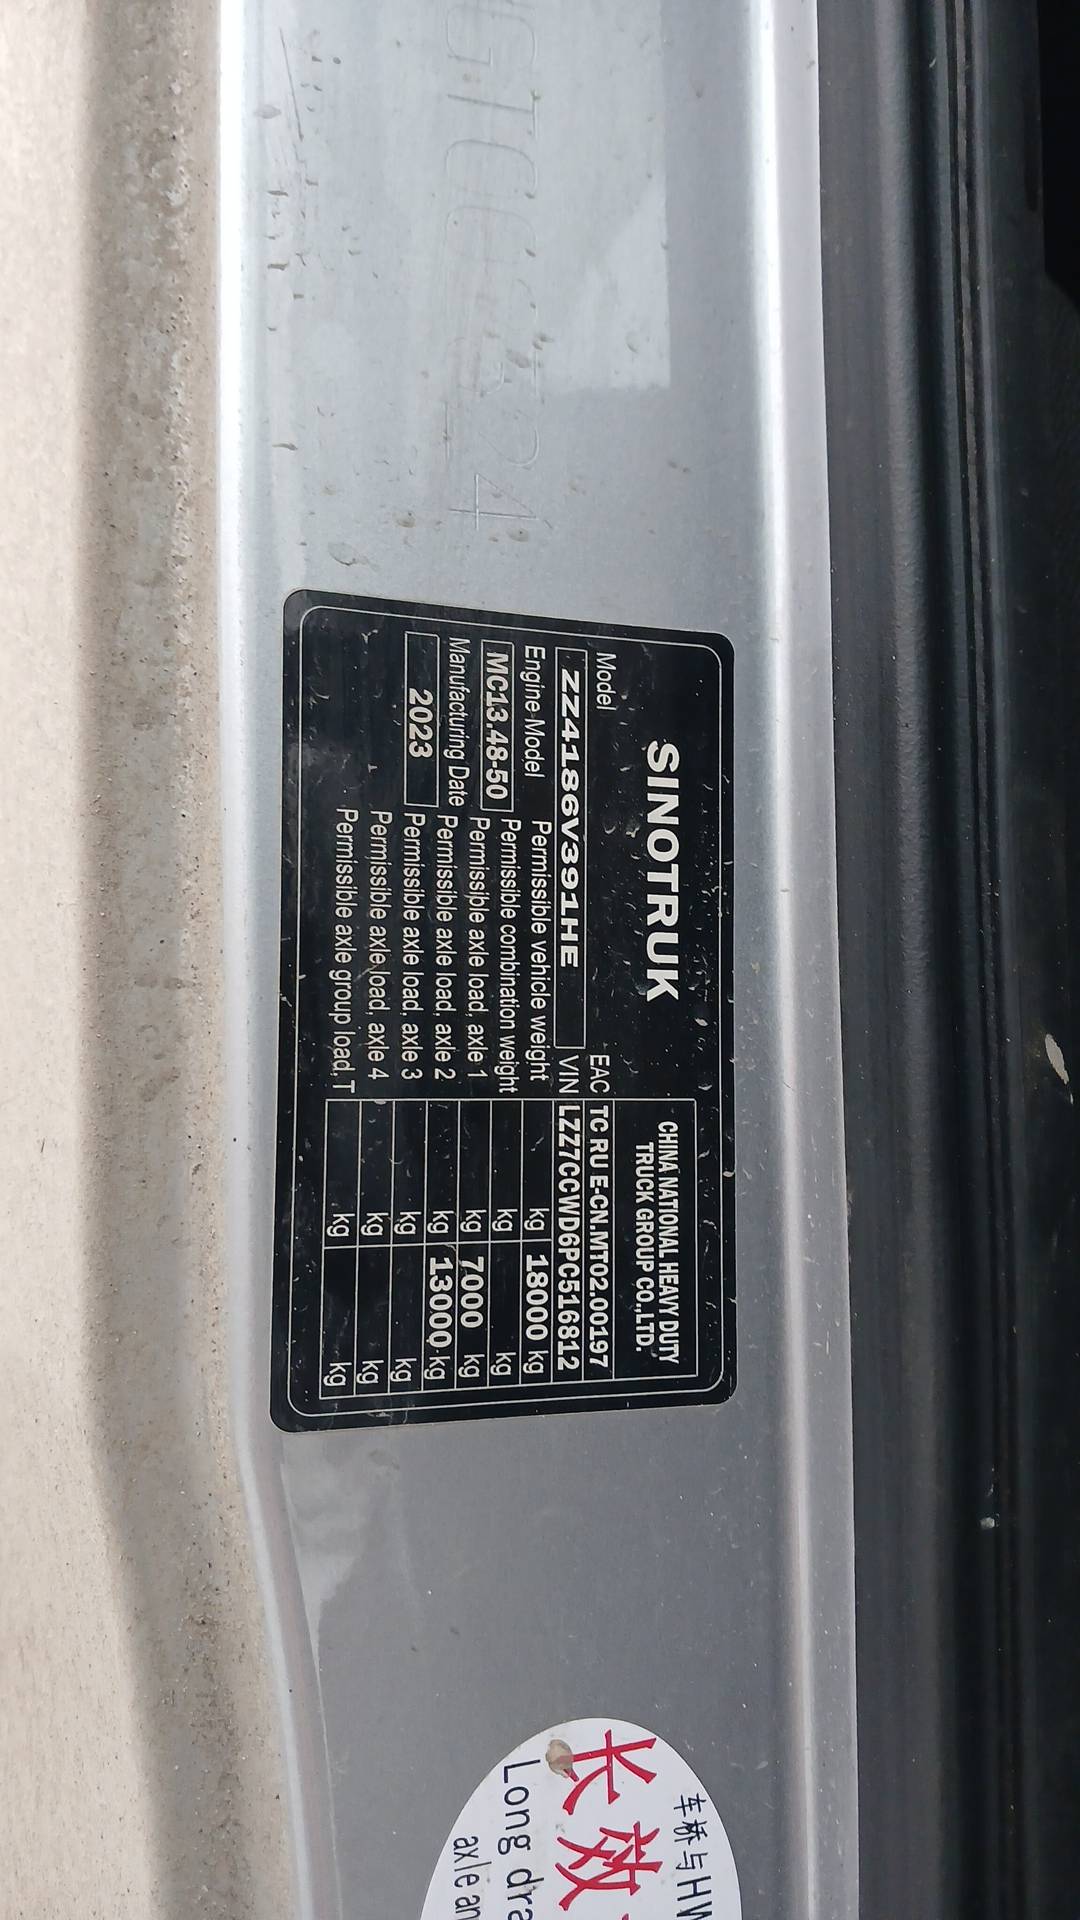 SINOTRUK
CHINA NATIONAL HEAVY DUTY
TRUCK GROUP CO.,LTD.
Model
EAC TC RU E-CN.MT02.00197
ZZ4186V391HE
VIN LZZ7CCWD6PC516812
Engine Model
Permissible vehicle weight kg 18000 kg
MC13.48-50
Permissible combination weight kg kg
Permissible axle load, axle 1 kg 7000 kg
Manufacturing Date
Permissible axle load, axle 2 kg 13000 kg
2023
Permissible axle load, axle 3 kg kg
Permissible axle load, axle 4 kg kg
Permissible axle group load,T kg kg
车桥与HW
长效
Long dra
axle an